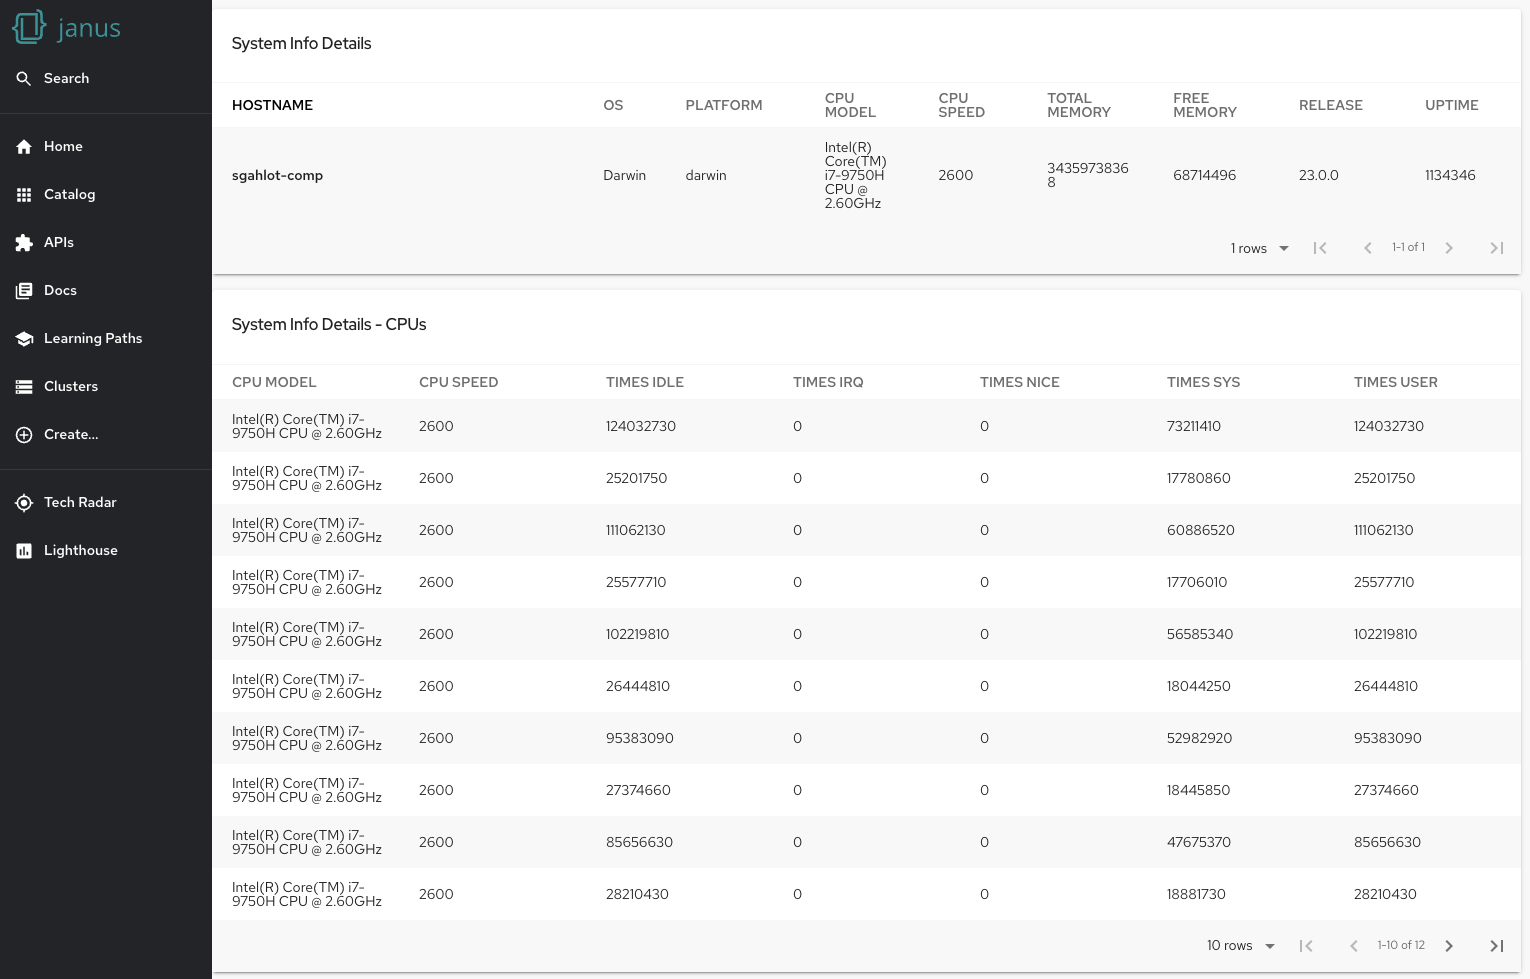 janus
Search
Home
Catalog
APIs
Docs
Learning Paths
Clusters
Create...
Tech Radar
Lighthouse
System Info Details
HOSTNAME OS PLATFORM CPU MODEL CPU SPEED TOTAL MEMORY FREE MEMORY RELEASE UPTIME
sgahlot-comp Darwin darwin Intel(R) Core(TM) i7-9750H CPU @ 2.60GHz 2600 34359738368 68714496 23.0.0 1134346
1 rows 1-1 of 1
System Info Details - CPUs
CPU MODEL CPU SPEED TIMES IDLE TIMES IRQ TIMES NICE TIMES SYS TIMES USER
Intel(R) Core(TM) i7-9750H CPU @ 2.60GHz 2600 124032730 0 0 73211410 124032730
Intel(R) Core(TM) i7-9750H CPU @ 2.60GHz 2600 25201750 0 0 17780860 25201750
Intel(R) Core(TM) i7-9750H CPU @ 2.60GHz 2600 111062130 0 0 60886520 111062130
Intel(R) Core(TM) i7-9750H CPU @ 2.60GHz 2600 25577710 0 0 17706010 25577710
Intel(R) Core(TM) i7-9750H CPU @ 2.60GHz 2600 102219810 0 0 56585340 102219810
Intel(R) Core(TM) i7-9750H CPU @ 2.60GHz 2600 26444810 0 0 18044250 26444810
Intel(R) Core(TM) i7-9750H CPU @ 2.60GHz 2600 95383090 0 0 52982920 95383090
Intel(R) Core(TM) i7-9750H CPU @ 2.60GHz 2600 27374660 0 0 18445850 27374660
Intel(R) Core(TM) i7-9750H CPU @ 2.60GHz 2600 85656630 0 0 47675370 85656630
Intel(R) Core(TM) i7-9750H CPU @ 2.60GHz 2600 28210430 0 0 18881730 28210430
10 rows 1-10 of 12